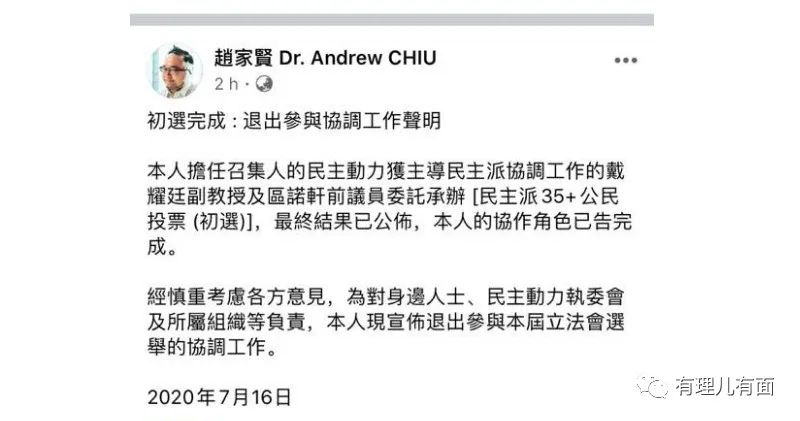 趙家賢 Dr. Andrew CHIU
2 h ·
初選完成 : 退出參與協調工作聲明
本人擔任召集人的民主動力獲主導民主派協調工作的戴
耀廷副教授及區諾軒前議員委託承辦 [民主派35+公民
投票 (初選)]，最終結果已公佈，本人的協作角色已告完
成。
經慎重考慮各方意見，為對身邊人士、民主動力執委會
及所屬組織等負責，本人現宣佈退出參與本屆立法會選
舉的協調工作。
2020年7月16日
有理儿有面